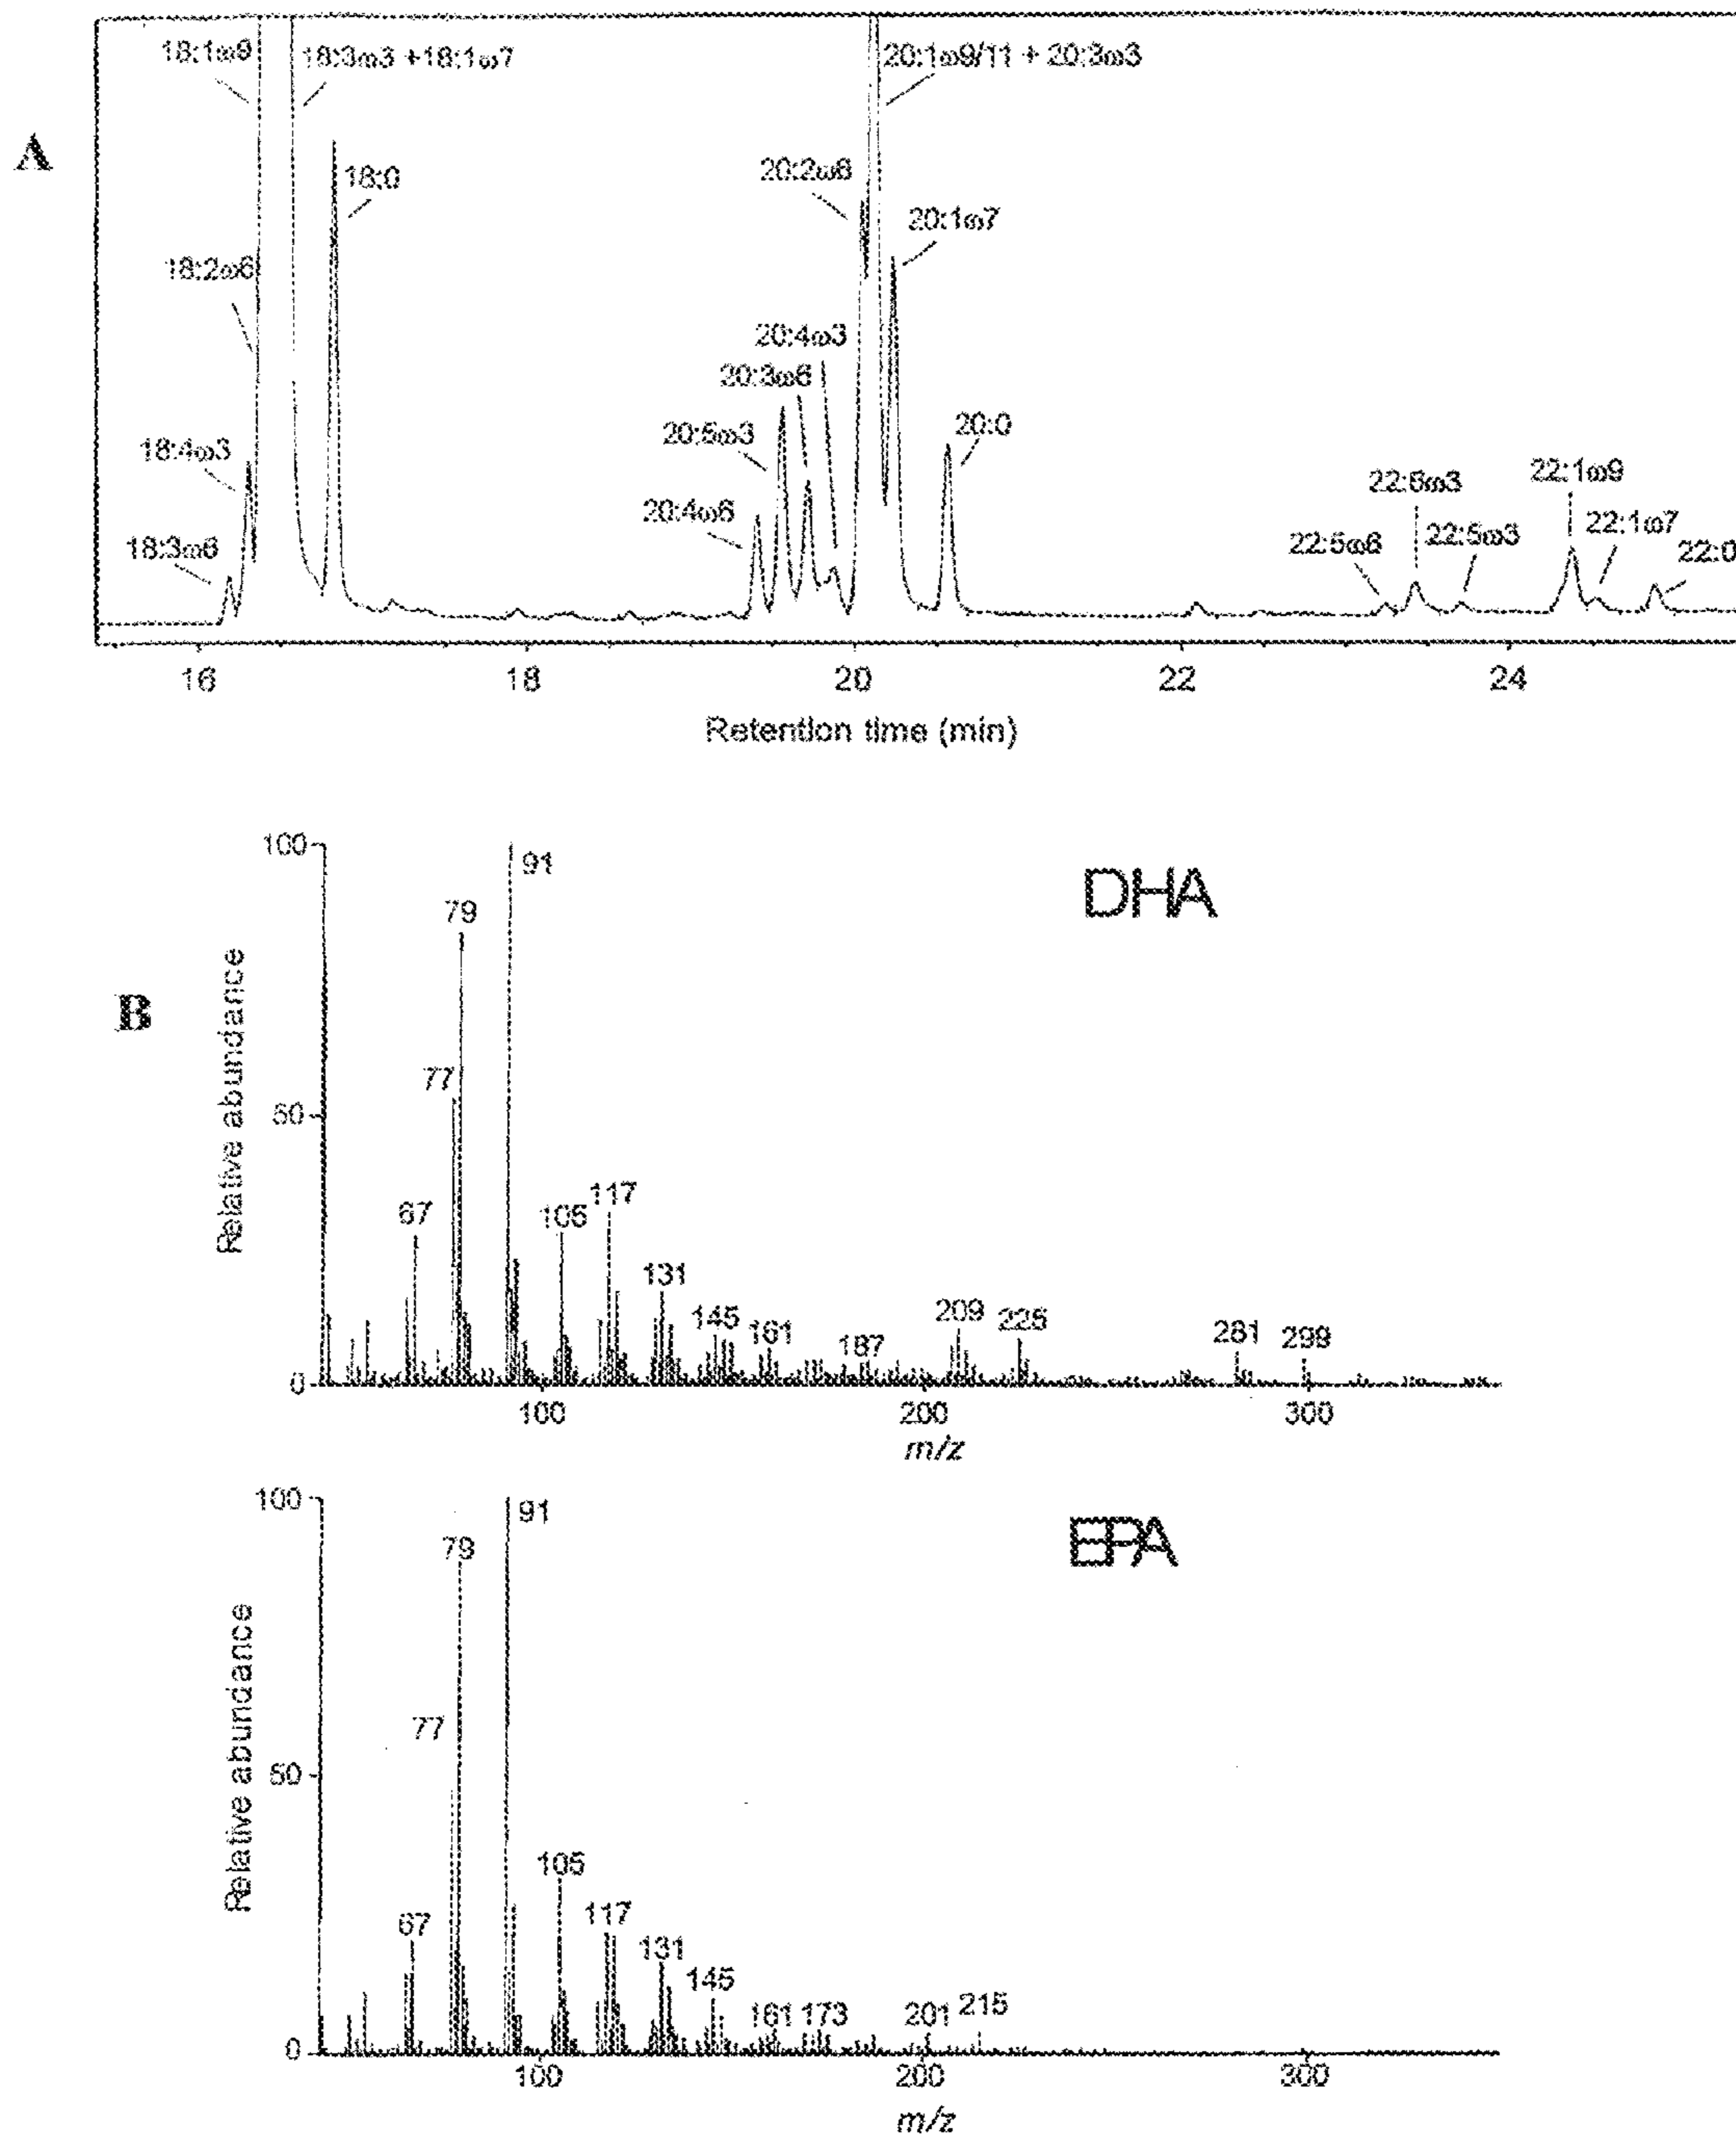 18:1ω9
18:3ω3 +18:1ω7
20:1ω9/11 + 20:3ω3
A
18:0
20:2ω6
20:1ω7
18:2ω6
20:4ω3
20:3ω6
20:5ω3
20:0
18:4ω3
20:4ω6
22:6ω3
22:1ω9
18:3ω6
22:5ω6
22:5ω3
22:1ω7
22:0
16 18 20 22 24
Retention time (min)
B
DHA
Relative abundance
100
50
0
67
77
79
91
105
117
131
145
161
187
209
225
281
299
100 200 300
m/z
EPA
Relative abundance
100
50
0
67
77
79
91
105
117
131
145
161
173
201
215
100 200 300
m/z